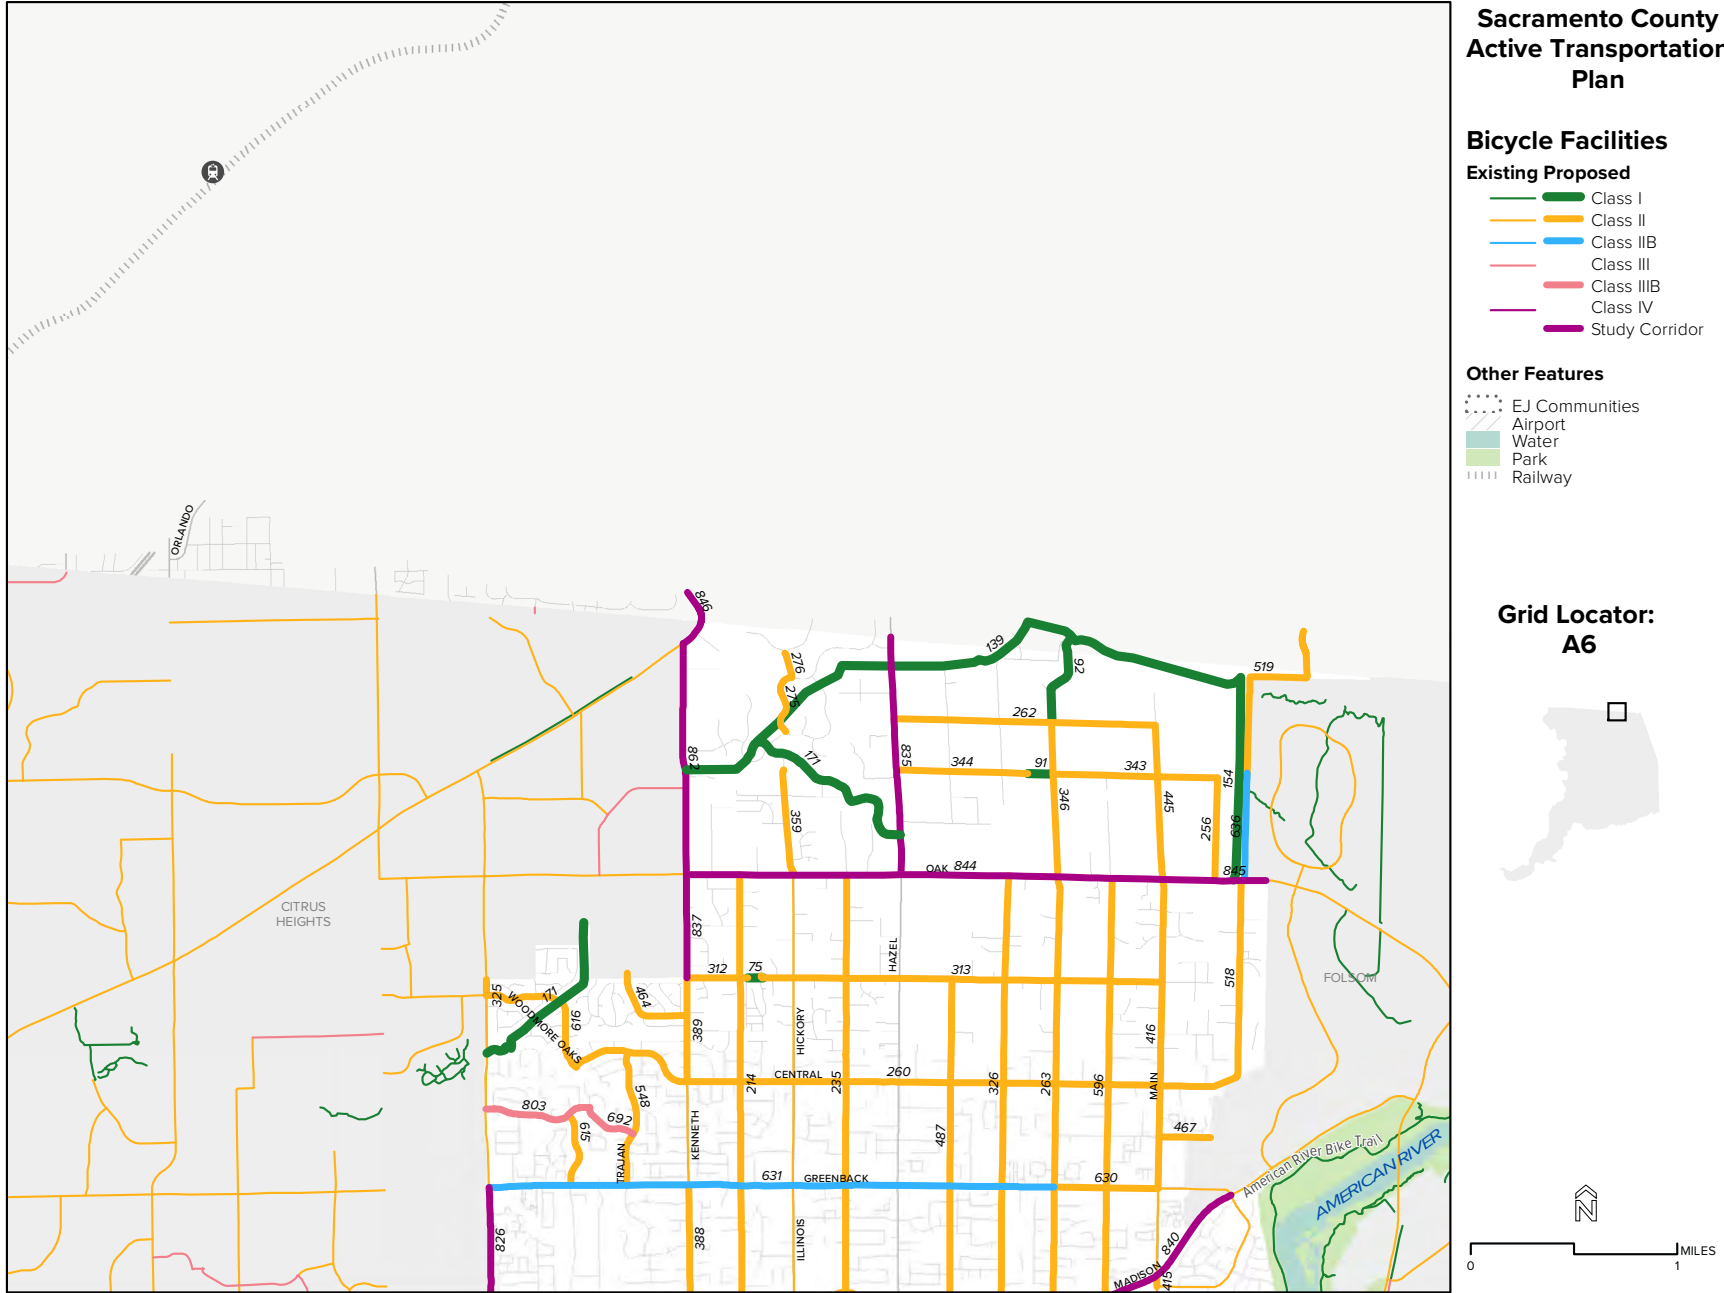 Sacramento County
Active Transportation
Plan
Bicycle Facilities
Existing Proposed
Class I
Class II
Class IIB
Class III
Class IIIB
Class IV
Study Corridor
Other Features
EJ Communities
Airport
Water
Park
Railway
Grid Locator:
A6
MILES
0
1
ORLANDO
846
139
276
92
519
276
262
171
862
835
344
91
343
154
346
445
359
256
636
OAK 844
845
CITRUS
HEIGHTS
837
HAZEL
312
75
313
518
FOLSOM
325
171
464
WOODMORE OAKS
616
389
HICKORY
416
CENTRAL
260
214
235
326
263
596
MAIN
548
803
692
615
KENNETH
487
467
TRAJAN
American River Bike Trail
AMERICAN RIVER
631
GREENBACK
630
826
388
ILLINOIS
840
MADISON
415